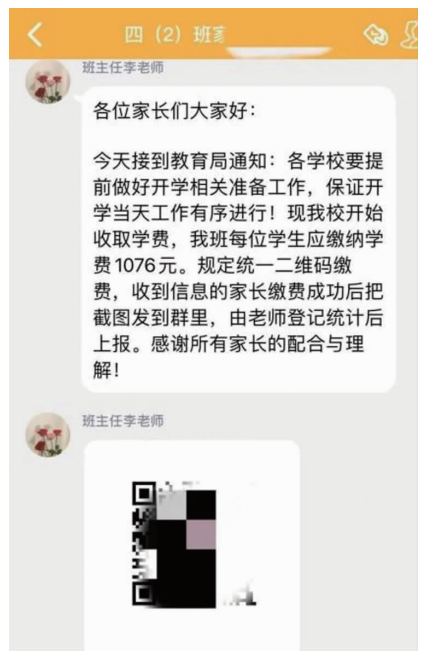 四（2）班家
班主任李老师
各位家长们大家好：
今天接到教育局通知：各学校要提
前做好开学相关准备工作，保证开
学当天工作有序进行！现我校开始
收取学费，我班每位学生应缴纳学
费1076元。规定统一二维码缴
费，收到信息的家长缴费成功后把
截图发到群里，由老师登记统计后
上报。感谢所有家长的配合与理
解！
班主任李老师